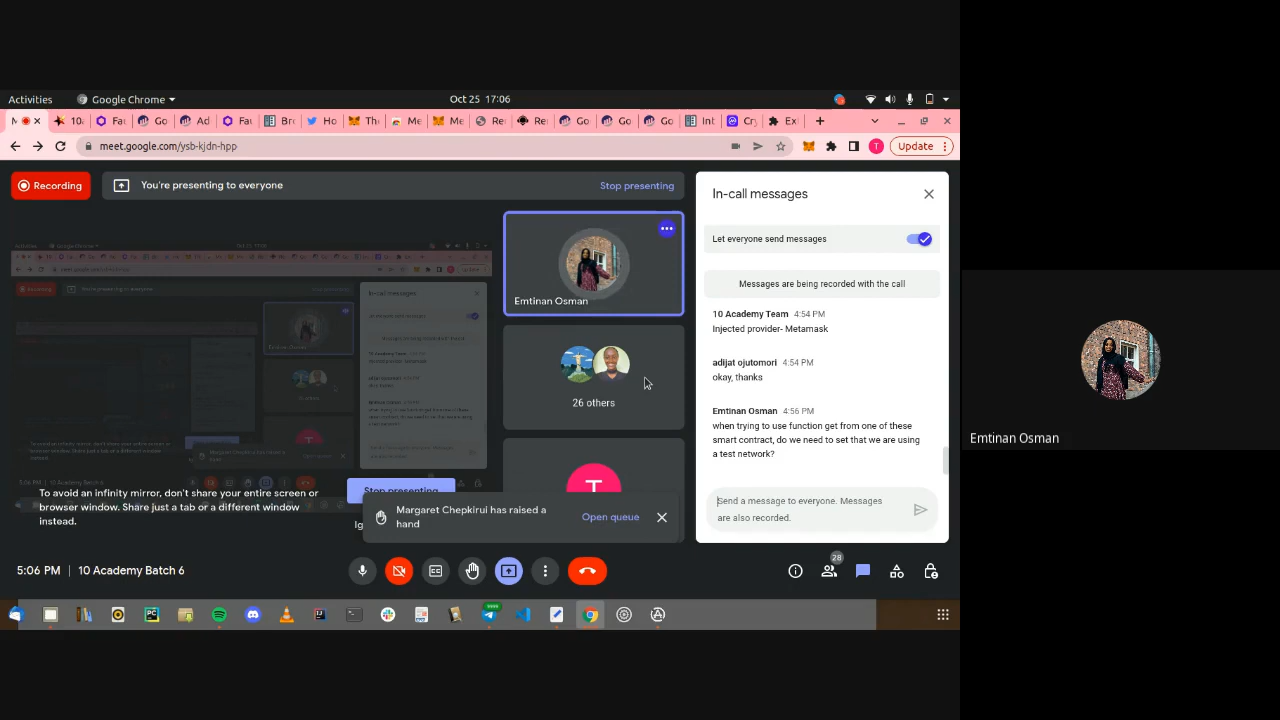 Activities
Google Chrome
Oct 25 17:06
meet.google.com/ysb-kjdn-hpp
Update
Recording
You're presenting to everyone
Stop presenting
Emtinan Osman
26 others
T
To avoid an infinity mirror, don't share your entire screen or
browser window. Share just a tab or a different window
instead.
Stop presenting
Margaret Chepkirui has raised a
hand
Open queue
In-call messages
Let everyone send messages
Messages are being recorded with the call
10 Academy Team 4:54 PM
Injected provider- Metamask
adijat ojutomori 4:54 PM
okay, thanks
Emtinan Osman 4:56 PM
when trying to use function get from one of these
smart contract, do we need to set that we are using
a test network?
Send a message to everyone. Messages
are also recorded.
5:06 PM | 10 Academy Batch 6
28
Emtinan Osman